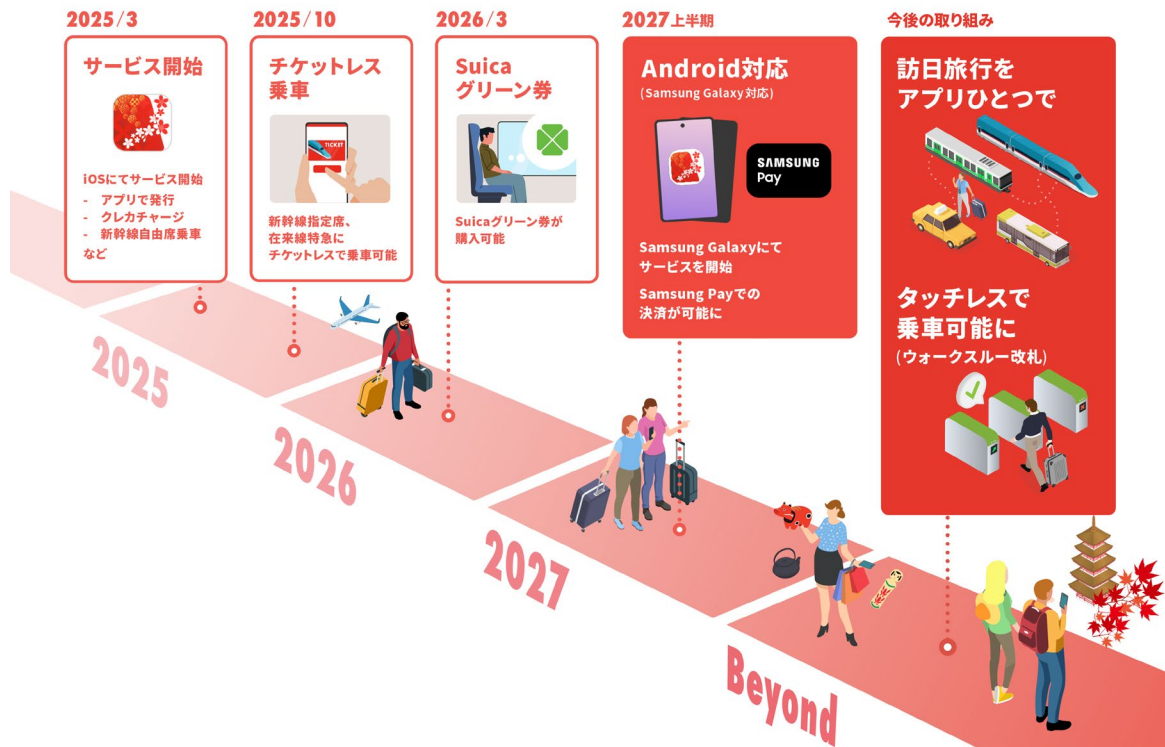 2025/3
サービス開始
iOSにてサービス開始
- アプリで発行
- クレカチャージ
- 新幹線自由席乗車
など
2025/10
チケットレス
乗車
TICKET
新幹線指定席、
在来線特急に
チケットレスで乗車可能
2026/3
Suica
グリーン券
Suicaグリーン券が
購入可能
2027上半期
Android対応
(Samsung Galaxy対応)
SAMSUNG
Pay
Samsung Galaxyにて
サービスを開始
Samsung Payでの
決済が可能に
今後の取り組み
訪日旅行を
アプリひとつで
タッチレスで
乗車可能に
(ウォークスルー改札)
2025
2026
2027
Beyond